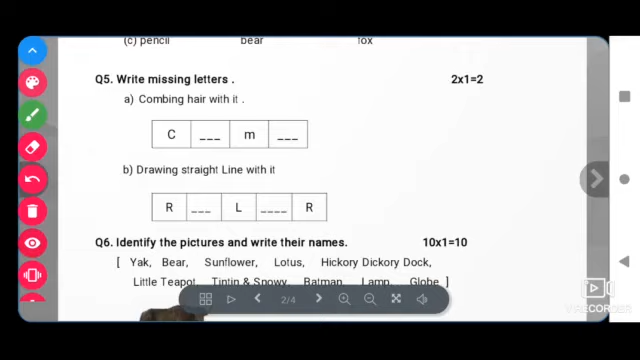 (c) pencil bear fox
Q5. Write missing letters . 2x1=2
a) Combing hair with it .
C ___ m ___
b) Drawing straight Line with it
R ___ L ____ R
Q6. Identify the pictures and write their names. 10x1=10
[ Yak, Bear, Sunflower, Lotus, Hickory Dickory Dock,
Little Teapot, Tintin & Snowy, Batman, Lamp, Globe ]
2/4
V RECORDER